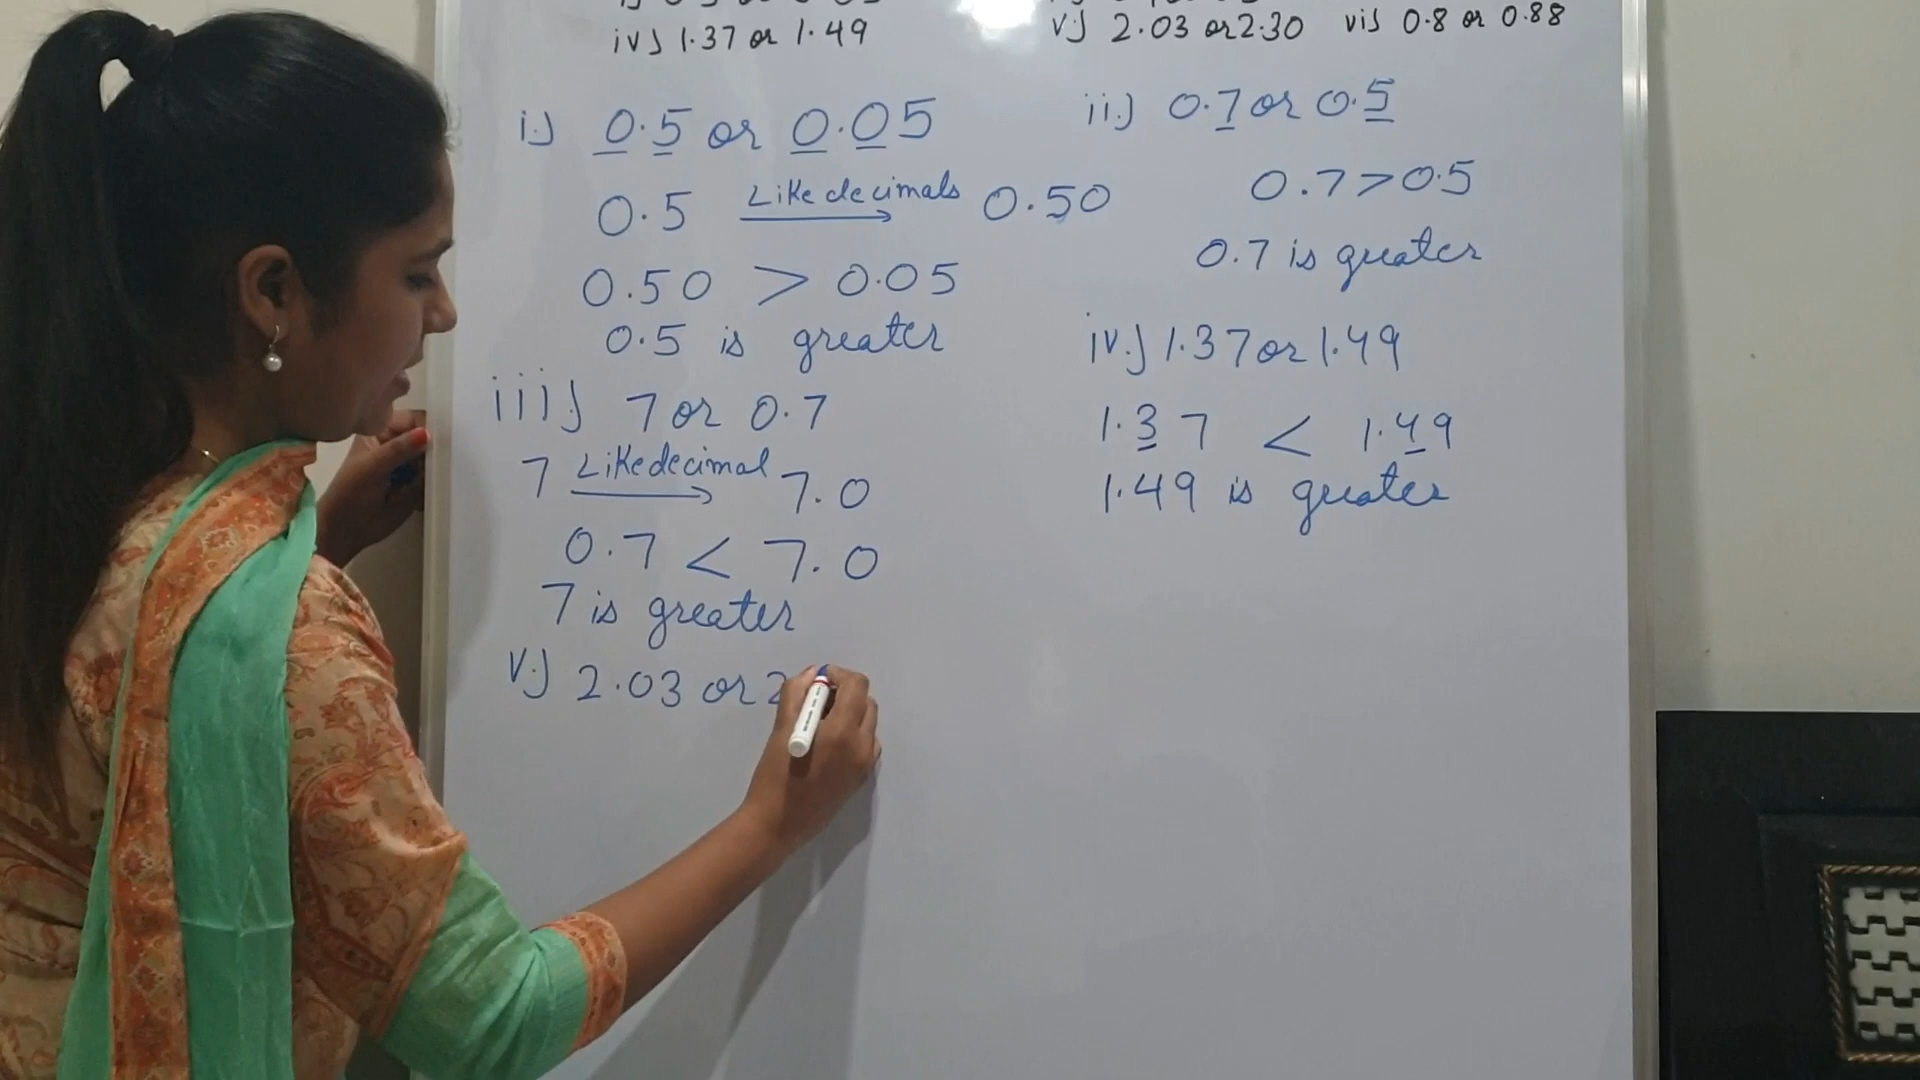 iv) 1.37 or 1.49
v) 2.03 or 2.30 vi) 0.8 or 0.88
i.) 0.5 or 0.05
0.5 Like decimals 0.50
0.50 > 0.05
0.5 is greater
ii.) 0.7 or 0.5
0.7 > 0.5
0.7 is greater
iii) 7 or 0.7
7 Like decimal 7.0
0.7 < 7.0
7 is greater
iv.) 1.37 or 1.49
1.37 < 1.49
1.49 is greater
v.) 2.03 or 2